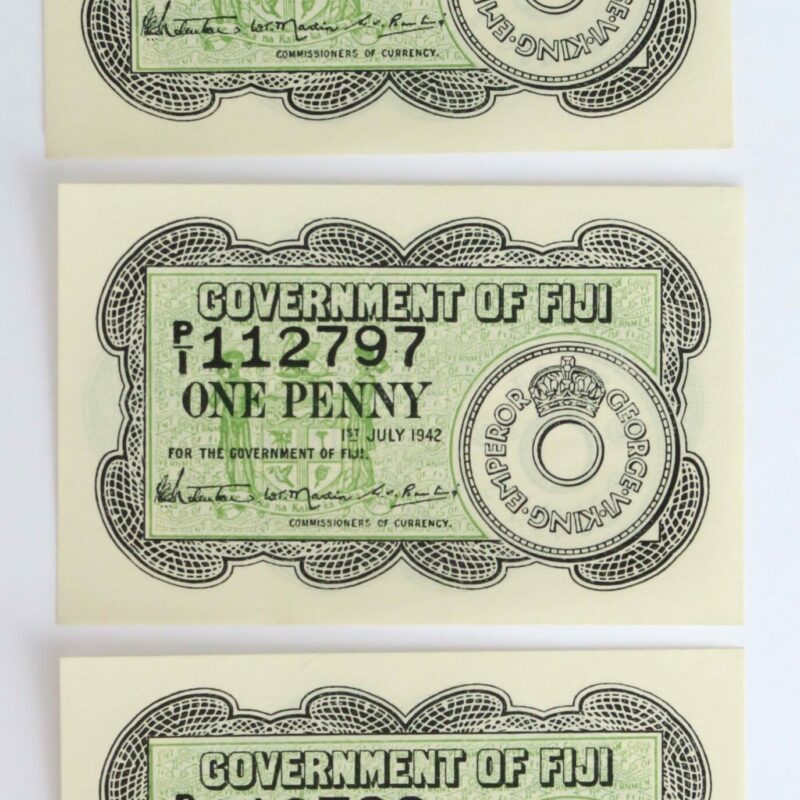 COMMISSIONERS OF CURRENCY.
GEORGE·VI·KING·EMP
GOVERNMENT OF FIJI
P/1 112797
ONE PENNY
1ST JULY 1942
FOR THE GOVERNMENT OF FIJI.
COMMISSIONERS OF CURRENCY.
GEORGE·VI·KING·EMPEROR
GOVERNMENT OF FIJI